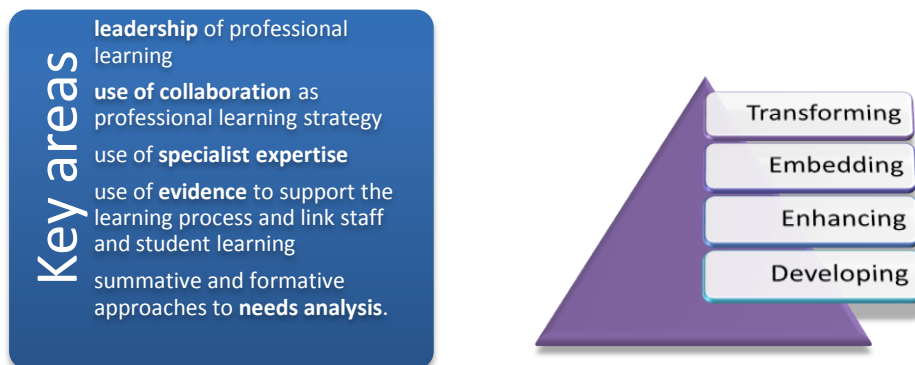 Key areas
leadership of professional
learning
use of collaboration as
professional learning strategy
use of specialist expertise
use of evidence to support the
learning process and link staff
and student learning
summative and formative
approaches to needs analysis.
Transforming
Embedding
Enhancing
Developing